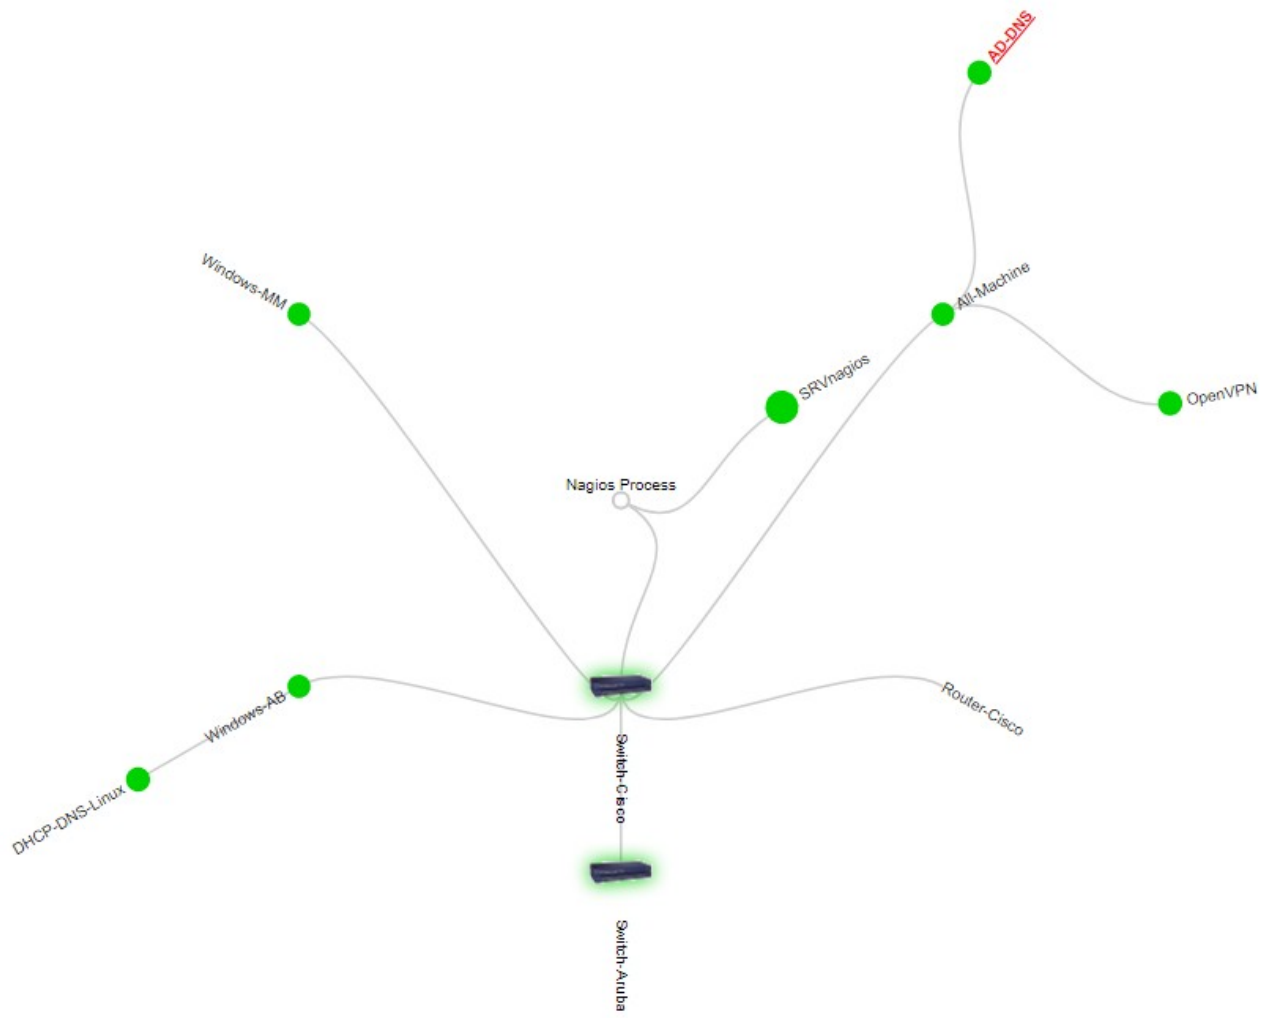 AD-DNS
Windows-MM
All-Machine
SRVnagios
OpenVPN
Nagios Process
Windows-AB
Router-Cisco
Switch-Cisco
DHCP-DNS-Linux
Switch-Aruba